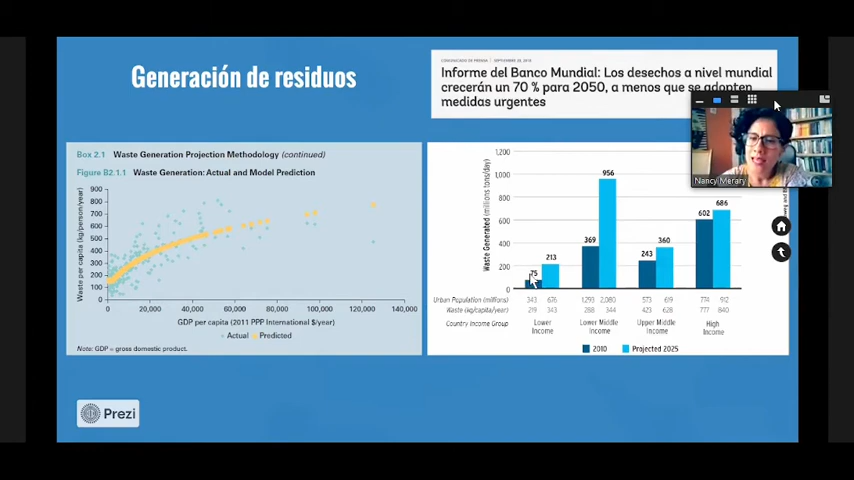 Generación de residuos
COMUNICADO DE PRENSA | SEPTIEMBRE 20, 2018
Informe del Banco Mundial: Los desechos a nivel mundial
crecerán un 70 % para 2050, a menos que se adopten
medidas urgentes
Nancy Merary
Box 2.1 Waste Generation Projection Methodology (continued)
Figure B2.1.1 Waste Generation: Actual and Model Prediction
Waste per capita (kg/person/year)
900
800
700
600
500
400
300
200
100
0
0 20,000 40,000 60,000 80,000 100,000 120,000 140,000
GDP per capita (2011 PPP International $/year)
Actual Predicted
Note: GDP = gross domestic product.
Waste Generated (millions tons/day)
1,200
1,000
800
600
400
200
0
75 213 369 956 243 360 602 686
Urban Population (millions) 343 676 1,293 2,080 573 619 774 912
Waste (kg/capita/year) 219 343 288 344 423 628 777 840
Country Income Group Lower Income Lower Middle Income Upper Middle Income High Income
2010 Projected 2025
Prezi